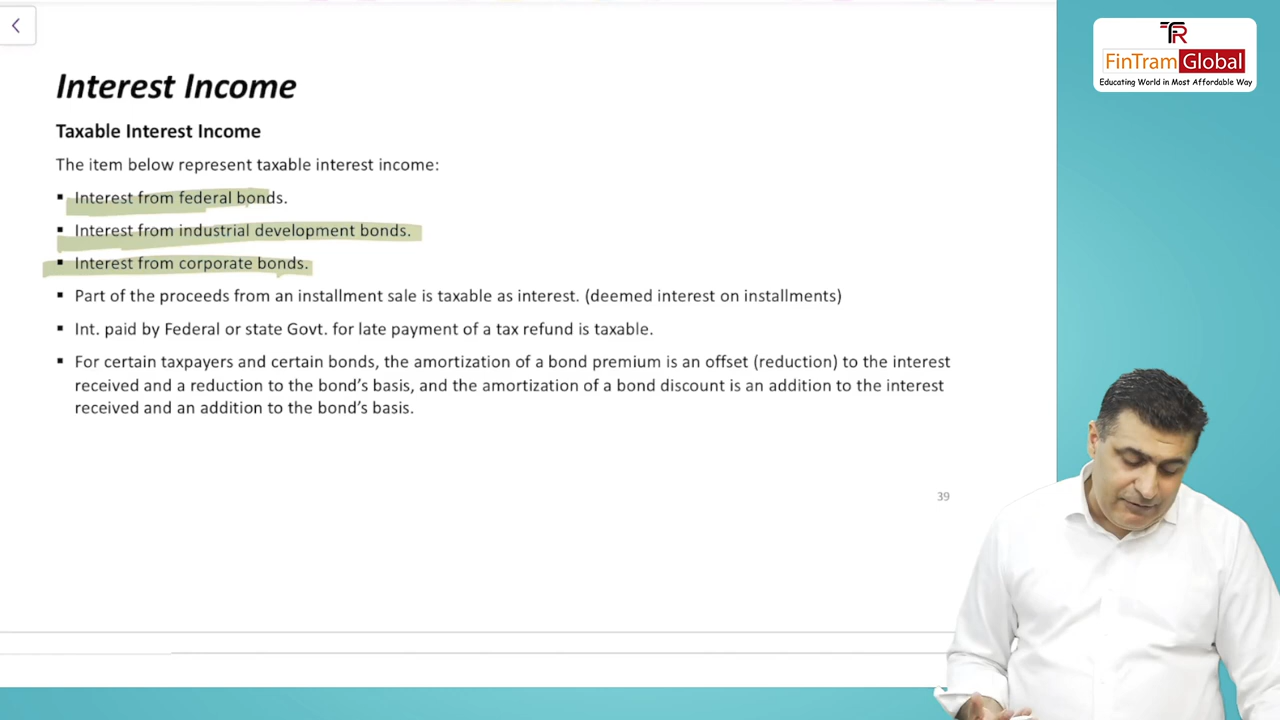 Interest Income
Taxable Interest Income
The item below represent taxable interest income:
▪ Interest from federal bonds.
▪ Interest from industrial development bonds.
▪ Interest from corporate bonds.
▪ Part of the proceeds from an installment sale is taxable as interest. (deemed interest on installments)
▪ Int. paid by Federal or state Govt. for late payment of a tax refund is taxable.
▪ For certain taxpayers and certain bonds, the amortization of a bond premium is an offset (reduction) to the interest
received and a reduction to the bond's basis, and the amortization of a bond discount is an addition to the interest
received and an addition to the bond's basis.
39
TR
FinTram Global
Educating World in Most Affordable Way